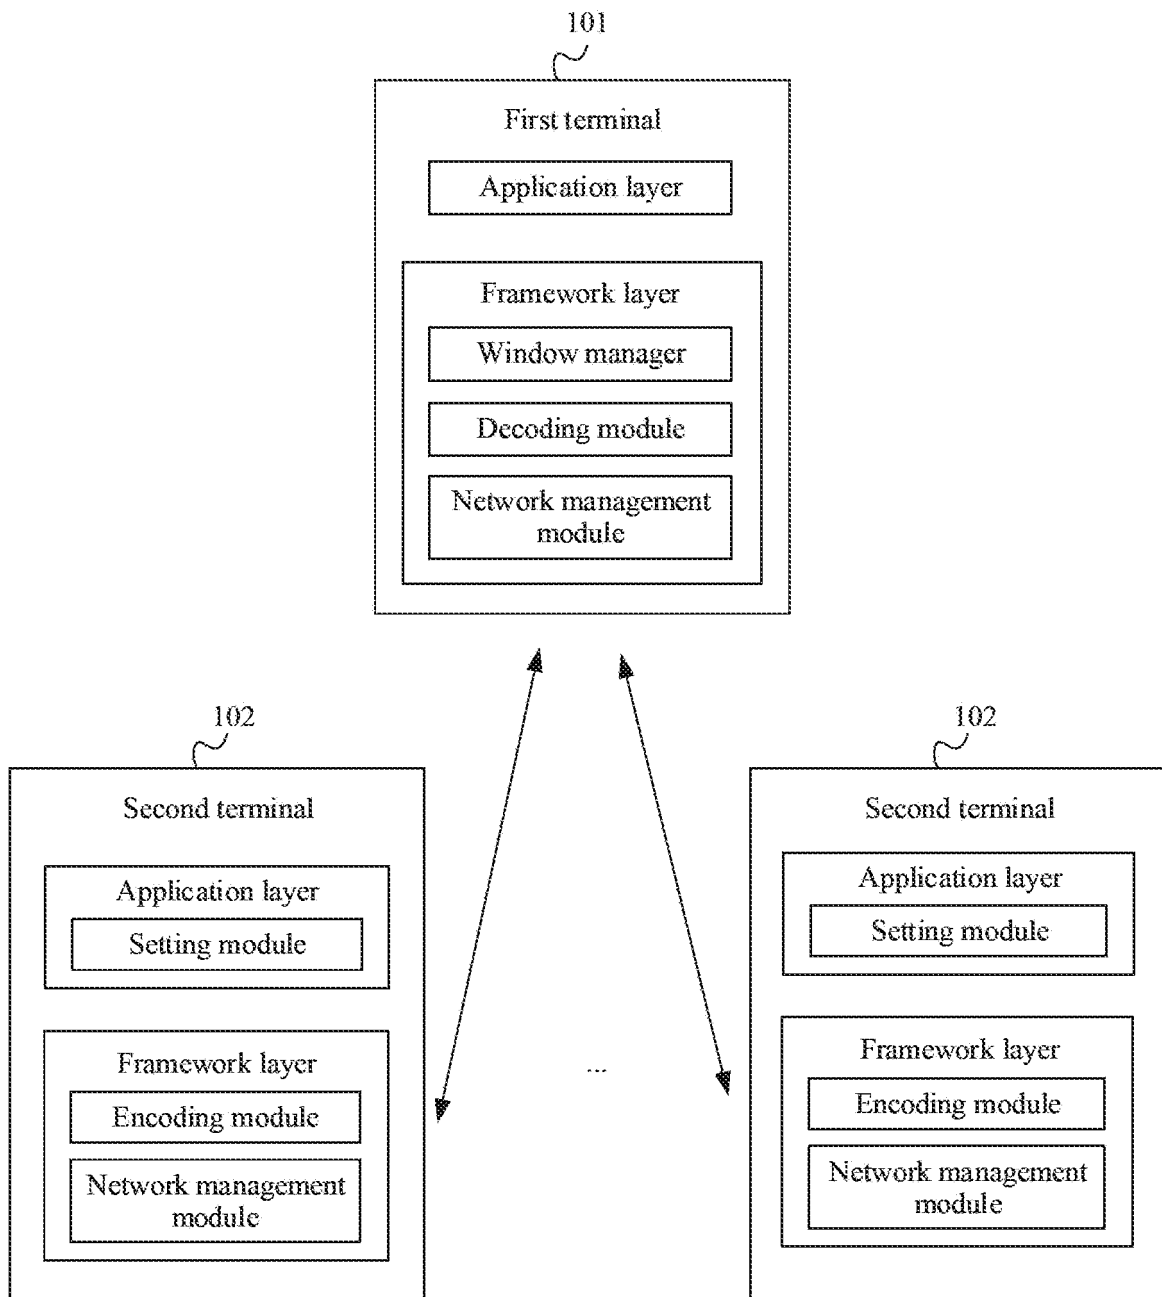 101
First terminal
Application layer
Framework layer
Window manager
Decoding module
Network management
module
102
Second terminal
Application layer
Setting module
Framework layer
Encoding module
Network management
module
...
102
Second terminal
Application layer
Setting module
Framework layer
Encoding module
Network management
module